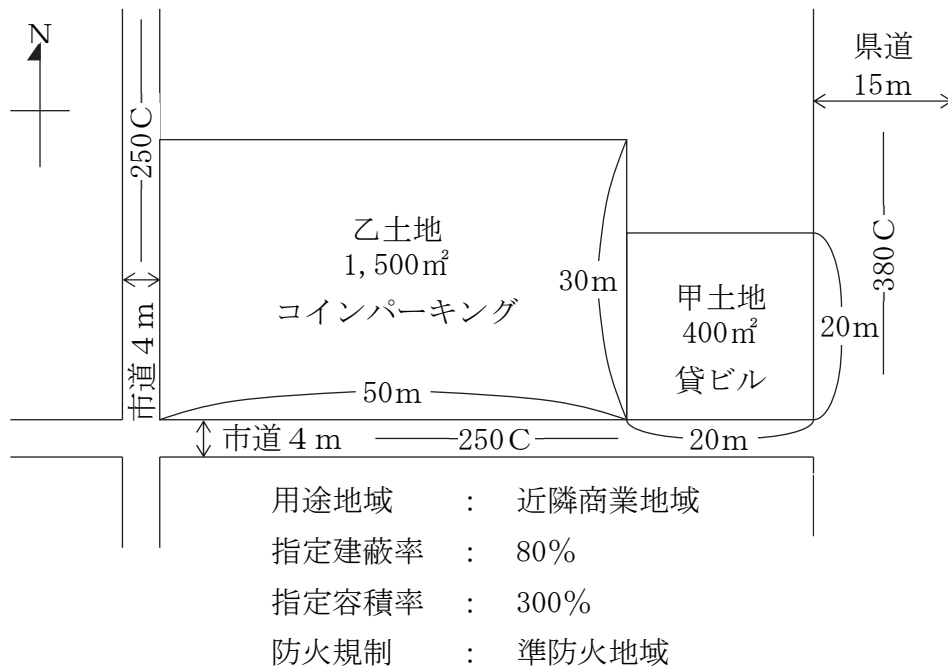 N
県道
15m
250C
380C
乙土地
1,500㎡
コインパーキング
30m
甲土地
400㎡
貸ビル
20m
市道4m
50m
市道4m
250C
20m
用途地域 : 近隣商業地域
指定建蔽率 : 80%
指定容積率 : 300%
防火規制 : 準防火地域